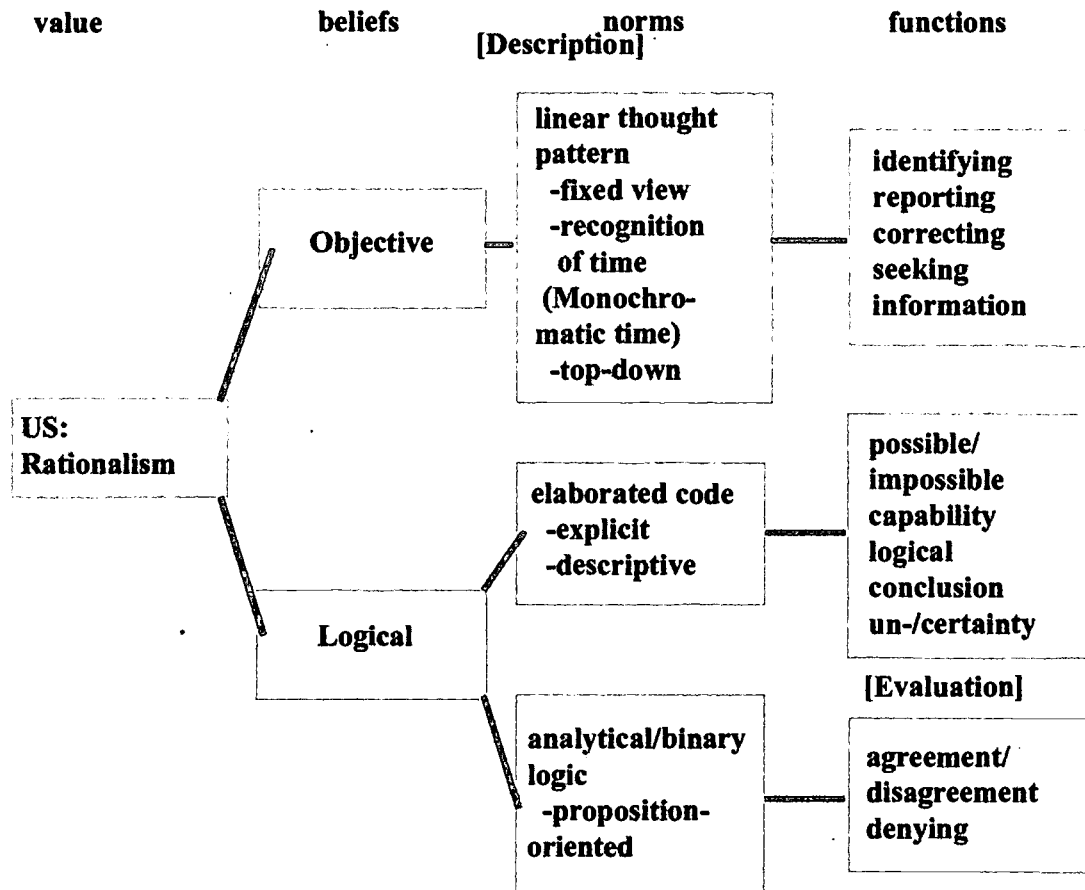 value beliefs norms functions
[Description]
linear thought
pattern
-fixed view
-recognition
of time
(Monochro-
matic time)
-top-down
identifying
reporting
correcting
seeking
information
Objective
US:
Rationalism
elaborated code
-explicit
-descriptive
possible/
impossible
capability
logical
conclusion
un-/certainty
Logical
[Evaluation]
analytical/binary
logic
-proposition-
oriented
agreement/
disagreement
denying